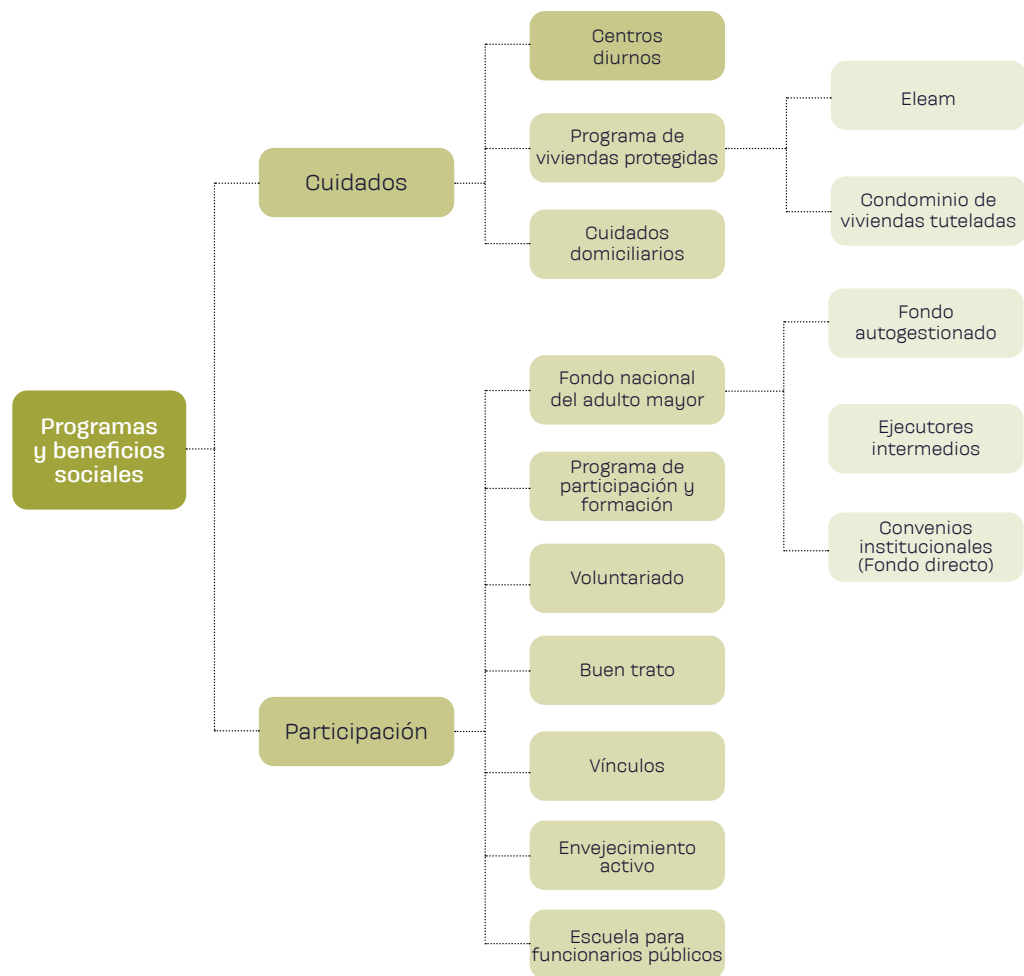 Programas
y beneficios
sociales
Cuidados
Centros
diurnos
Programa de
viviendas protegidas
Eleam
Condominio de
viviendas tuteladas
Cuidados
domiciliarios
Participación
Fondo nacional
del adulto mayor
Fondo
autogestionado
Ejecutores
intermedios
Convenios
institucionales
(Fondo directo)
Programa de
participación y
formación
Voluntariado
Buen trato
Vínculos
Envejecimiento
activo
Escuela para
funcionarios públicos